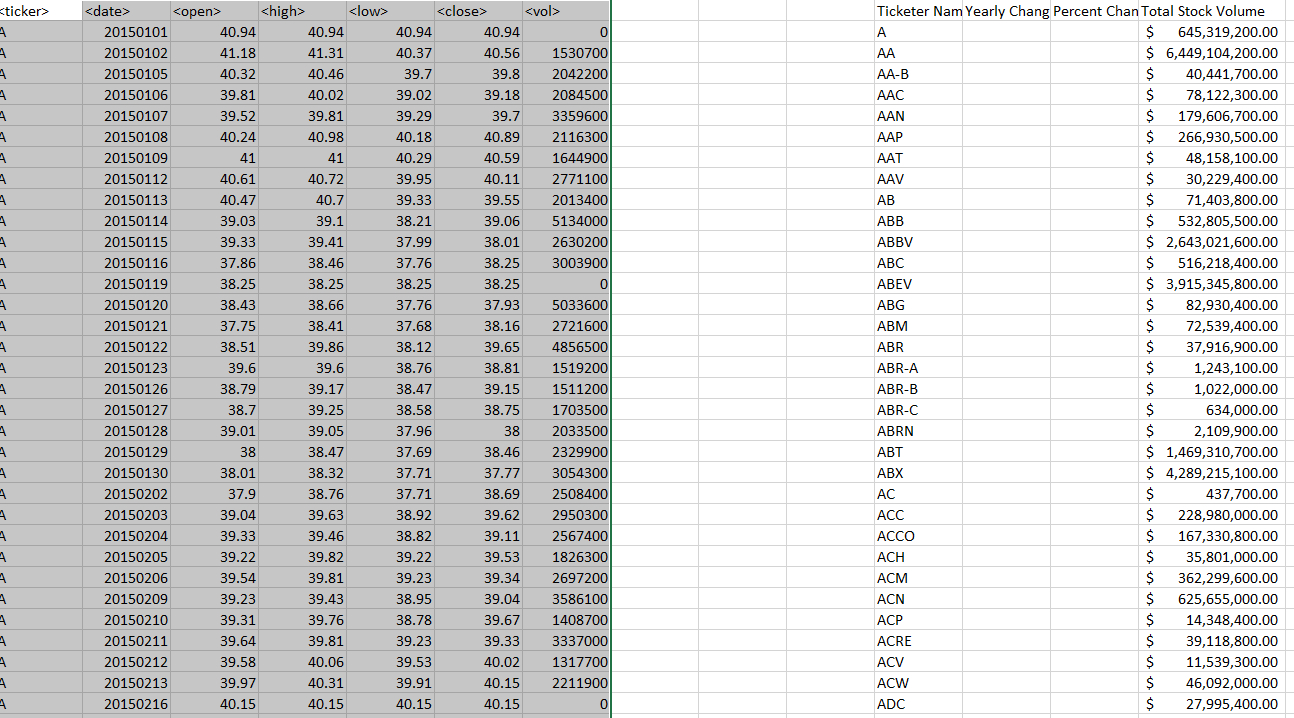 <ticker> <date> <open> <high> <low> <close> <vol> Ticketer Nam Yearly Chang Percent Chan Total Stock Volume
A 20150101 40.94 40.94 40.94 40.94 0 A $ 645,319,200.00
A 20150102 41.18 41.31 40.37 40.56 1530700 AA $ 6,449,104,200.00
A 20150105 40.32 40.46 39.7 39.8 2042200 AA-B $ 40,441,700.00
A 20150106 39.81 40.02 39.02 39.18 2084500 AAC $ 78,122,300.00
A 20150107 39.52 39.81 39.29 39.7 3359600 AAN $ 179,606,700.00
A 20150108 40.24 40.98 40.18 40.89 2116300 AAP $ 266,930,500.00
A 20150109 41 41 40.29 40.59 1644900 AAT $ 48,158,100.00
A 20150112 40.61 40.72 39.95 40.11 2771100 AAV $ 30,229,400.00
A 20150113 40.47 40.7 39.33 39.55 2013400 AB $ 71,403,800.00
A 20150114 39.03 39.1 38.21 39.06 5134000 ABB $ 532,805,500.00
A 20150115 39.33 39.41 37.99 38.01 2630200 ABBV $ 2,643,021,600.00
A 20150116 37.86 38.46 37.76 38.25 3003900 ABC $ 516,218,400.00
A 20150119 38.25 38.25 38.25 38.25 0 ABEV $ 3,915,345,800.00
A 20150120 38.43 38.66 37.76 37.93 5033600 ABG $ 82,930,400.00
A 20150121 37.75 38.41 37.68 38.16 2721600 ABM $ 72,539,400.00
A 20150122 38.51 39.86 38.12 39.65 4856500 ABR $ 37,916,900.00
A 20150123 39.6 39.6 38.76 38.81 1519200 ABR-A $ 1,243,100.00
A 20150126 38.79 39.17 38.47 39.15 1511200 ABR-B $ 1,022,000.00
A 20150127 38.7 39.25 38.58 38.75 1703500 ABR-C $ 634,000.00
A 20150128 39.01 39.05 37.96 38 2033500 ABRN $ 2,109,900.00
A 20150129 38 38.47 37.69 38.46 2329900 ABT $ 1,469,310,700.00
A 20150130 38.01 38.32 37.71 37.77 3054300 ABX $ 4,289,215,100.00
A 20150202 37.9 38.76 37.71 38.69 2508400 AC $ 437,700.00
A 20150203 39.04 39.63 38.92 39.62 2950300 ACC $ 228,980,000.00
A 20150204 39.33 39.46 38.82 39.11 2567400 ACCO $ 167,330,800.00
A 20150205 39.22 39.82 39.22 39.53 1826300 ACH $ 35,801,000.00
A 20150206 39.54 39.81 39.23 39.34 2697200 ACM $ 362,299,600.00
A 20150209 39.23 39.43 38.95 39.04 3586100 ACN $ 625,655,000.00
A 20150210 39.31 39.76 38.78 39.67 1408700 ACP $ 14,348,400.00
A 20150211 39.64 39.81 39.23 39.33 3337000 ACRE $ 39,118,800.00
A 20150212 39.58 40.06 39.53 40.02 1317700 ACV $ 11,539,300.00
A 20150213 39.97 40.31 39.91 40.15 2211900 ACW $ 46,092,000.00
A 20150216 40.15 40.15 40.15 40.15 0 ADC $ 27,995,400.00